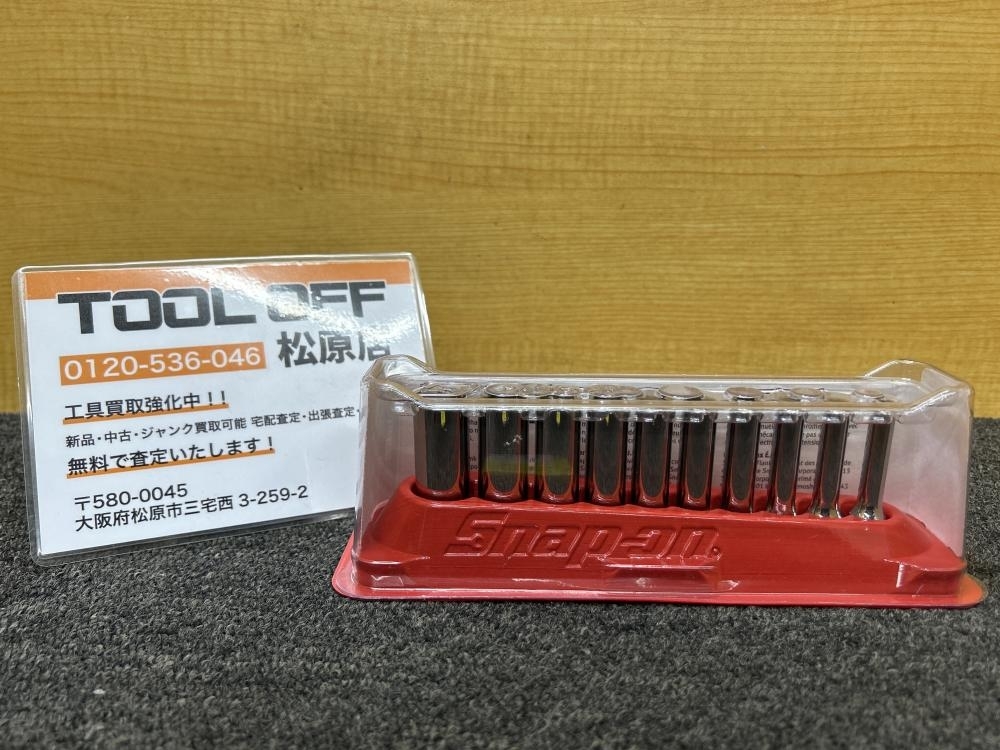 TOOL OFF
0120-536-046 松原店
工具買取強化中！！
新品・中古・ジャンク買取可能 宅配査定・出張査定・
無料で査定いたします！
〒580-0045
大阪府松原市三宅西 3-259-2
Snap-on